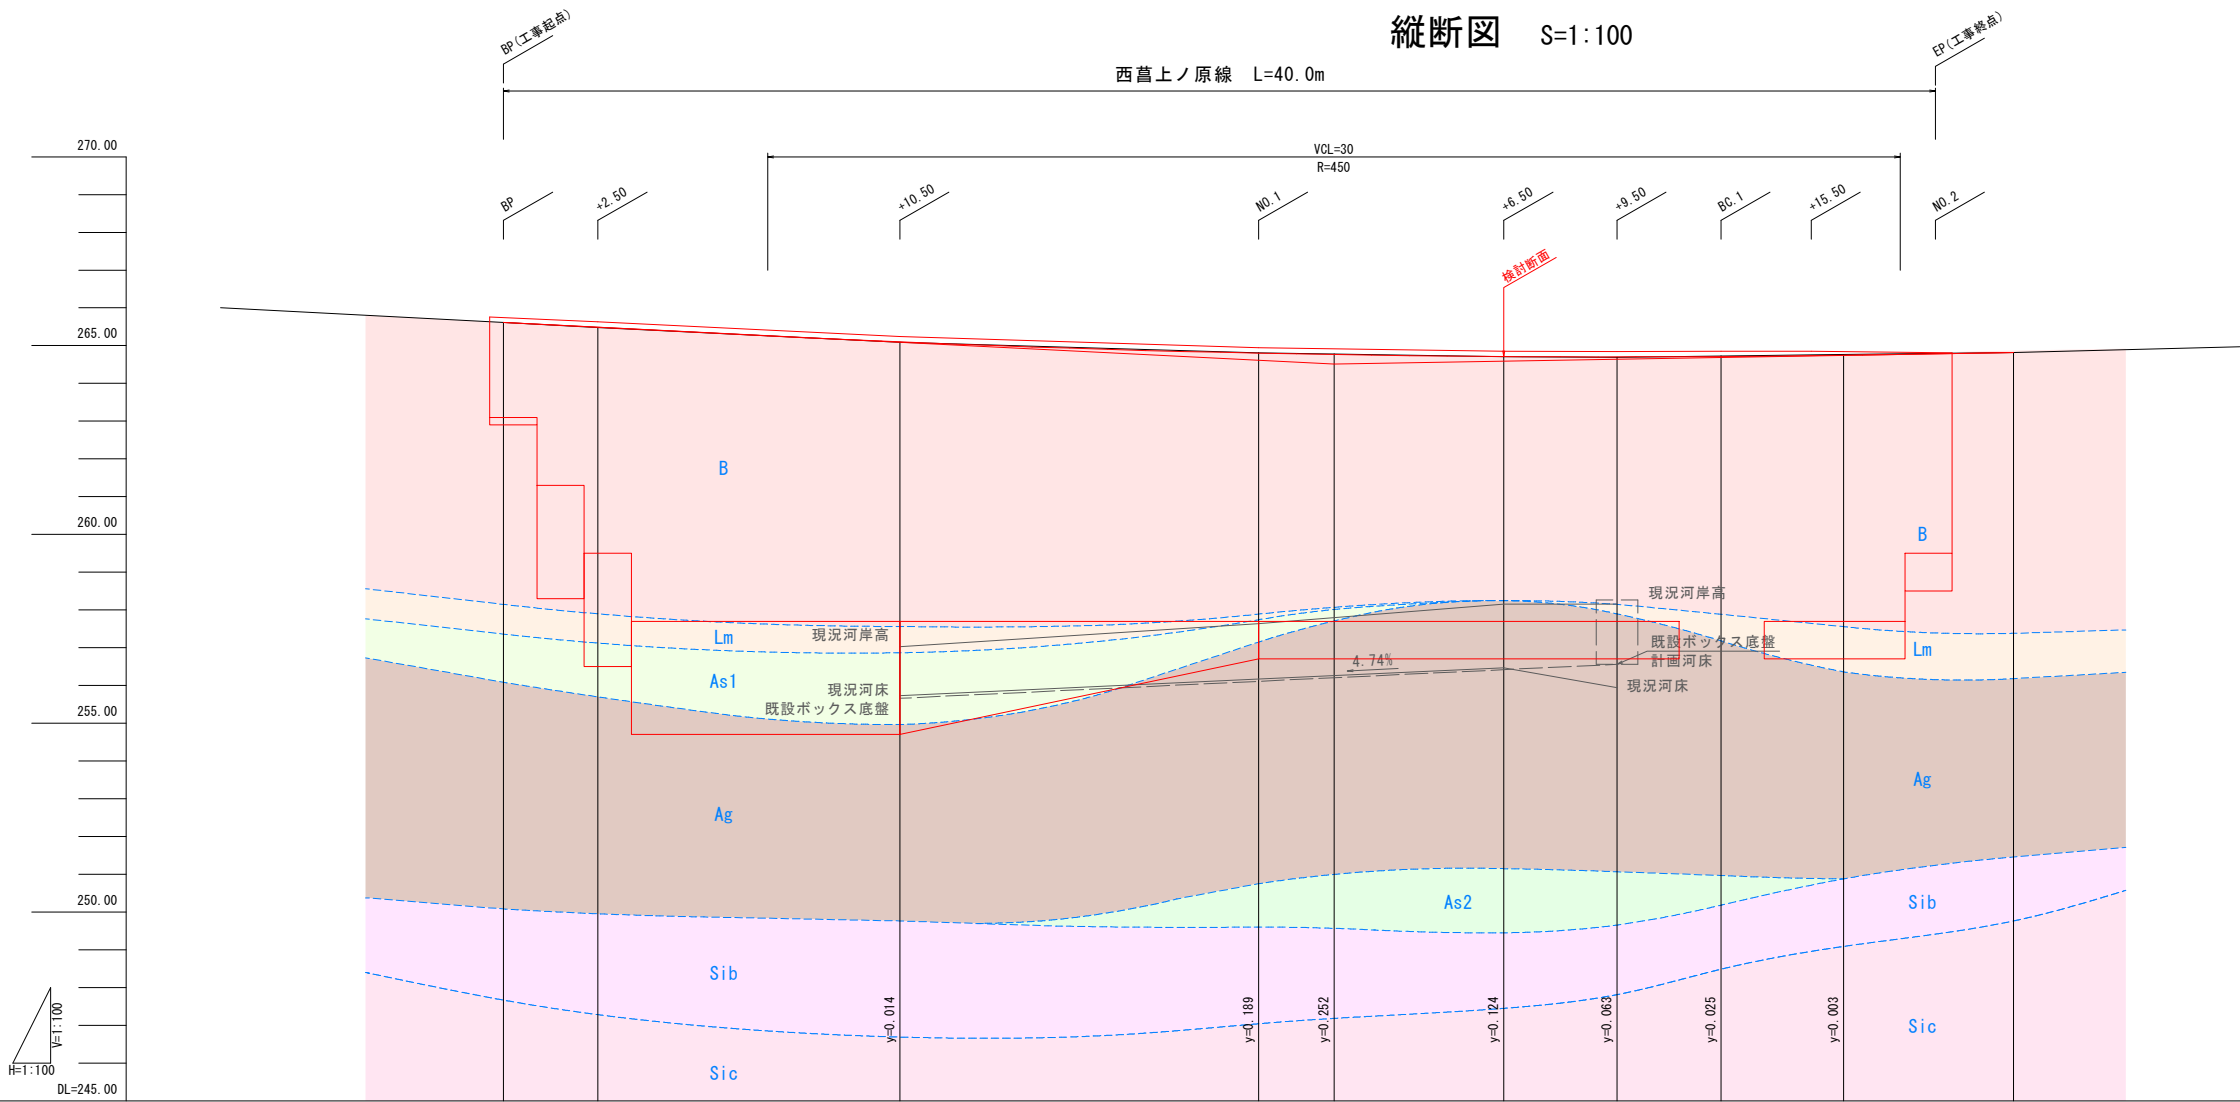 縦断図 S=1:100
BP(工事起点)
EP(工事終点)
西菖上ノ原線 L=40.0m
VCL=30
R=450
BP
+2.50
+10.50
NO.1
+6.50
+9.50
BC.1
+15.50
NO.2
検討断面
270.00
265.00
260.00
255.00
250.00
DL=245.00
B
B
Lm
Lm
As1
Ag
Ag
As2
Sib
Sib
Sic
Sic
現況河岸高
現況河床
既設ボックス底盤
4.74%
現況河岸高
既設ボックス底盤
計画河床
現況河床
y=0.014
y=0.189
y=0.252
y=0.124
y=0.063
y=0.025
y=0.003
V=1:100
H=1:100